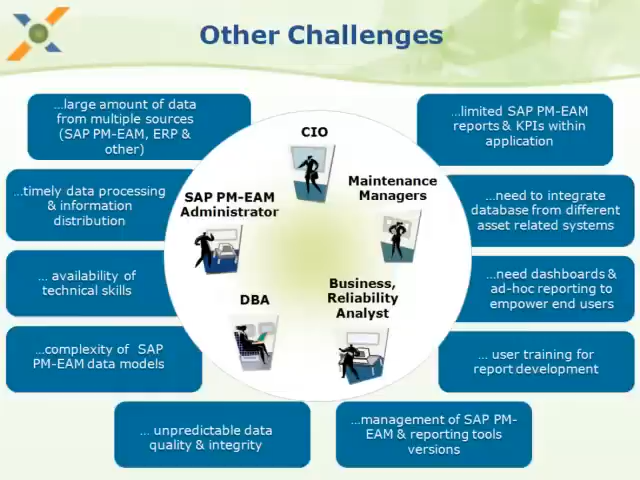 Other Challenges
...large amount of data
from multiple sources
(SAP PM-EAM, ERP &
other)
...limited SAP PM-EAM
reports & KPIs within
application
CIO
...timely data processing
& information
distribution
SAP PM-EAM
Administrator
Maintenance
Managers
...need to integrate
database from different
asset related systems
... availability of
technical skills
DBA
Business,
Reliability
Analyst
...need dashboards &
ad-hoc reporting to
empower end users
...complexity of SAP
PM-EAM data models
... user training for
report development
... unpredictable data
quality & integrity
...management of SAP PM-
EAM & reporting tools
versions